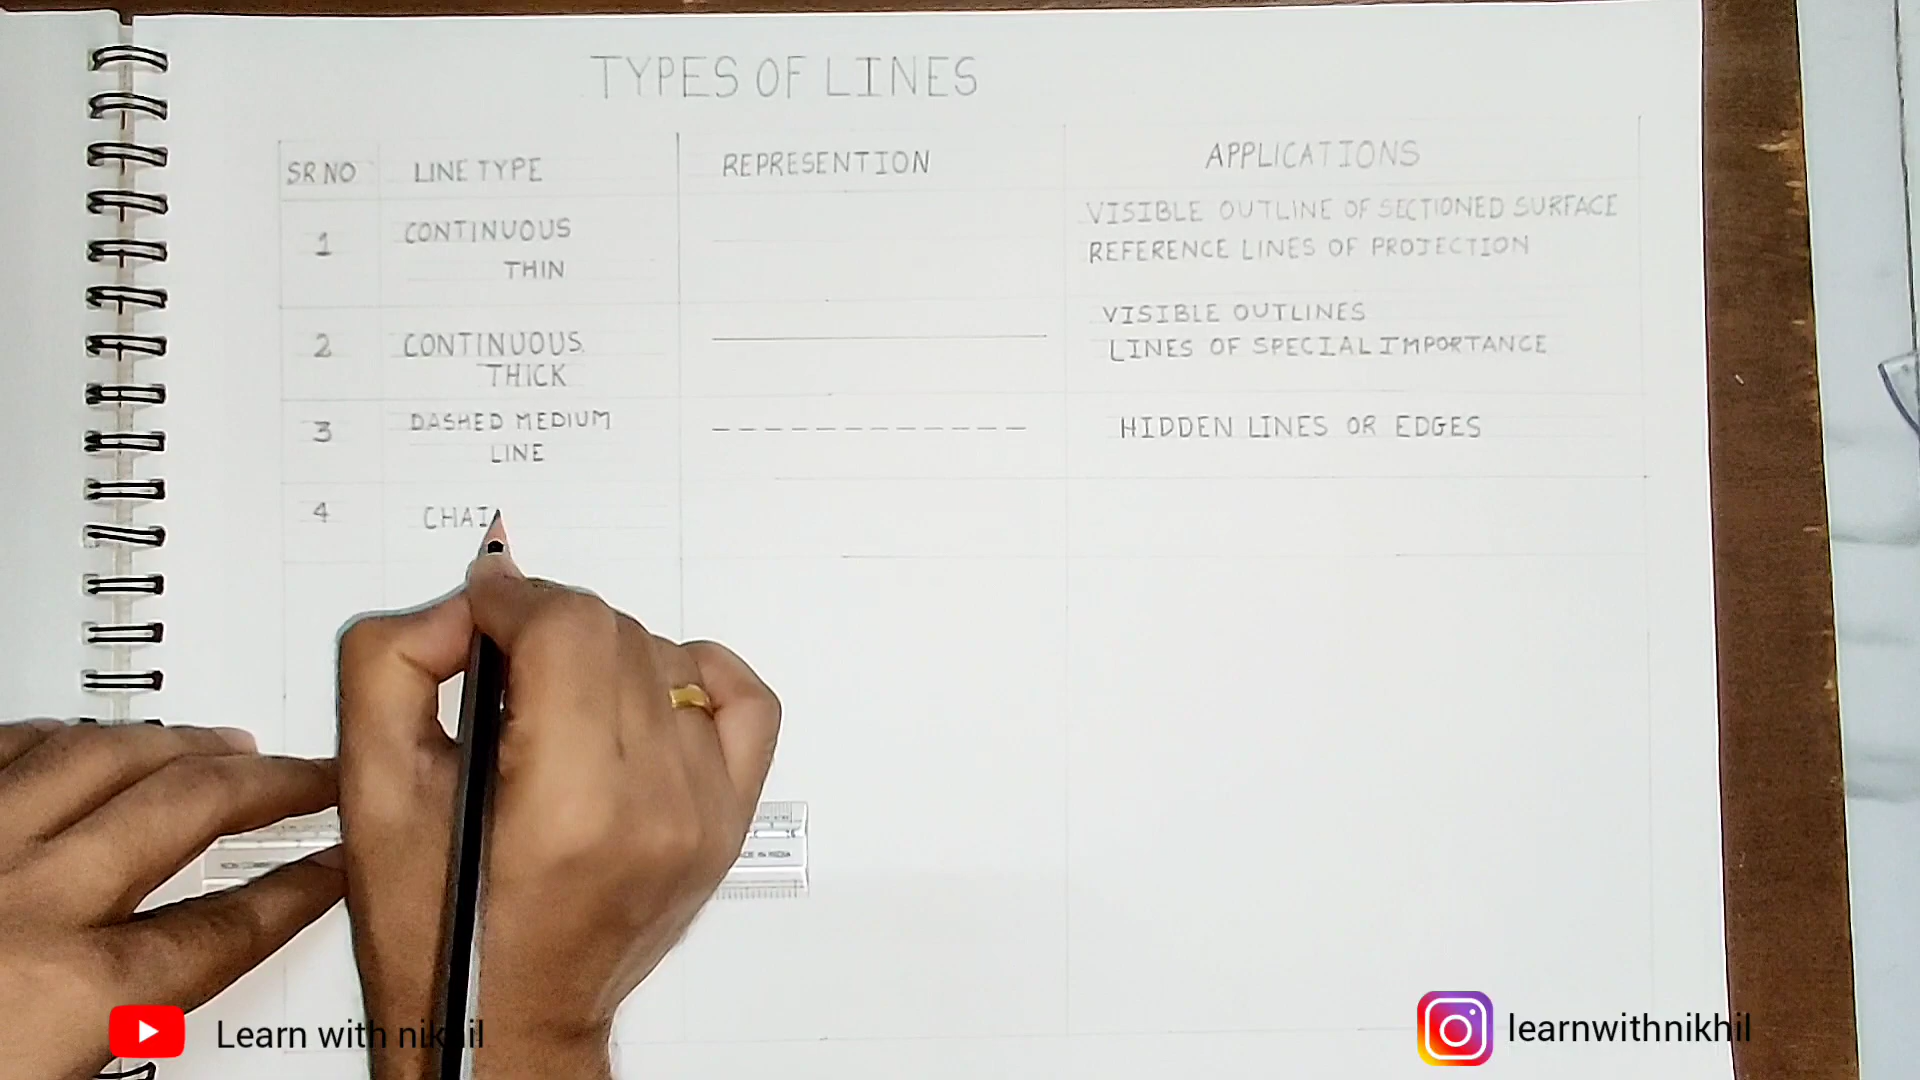 TYPES OF LINES
SR NO LINE TYPE REPRESENTION APPLICATIONS
1 CONTINUOUS THIN VISIBLE OUTLINE OF SECTIONED SURFACE
REFERENCE LINES OF PROJECTION
2 CONTINUOUS THICK VISIBLE OUTLINES
LINES OF SPECIAL IMPORTANCE
3 DASHED MEDIUM LINE HIDDEN LINES OR EDGES
4 CHAI
Learn with nikhil
learnwithnikhil